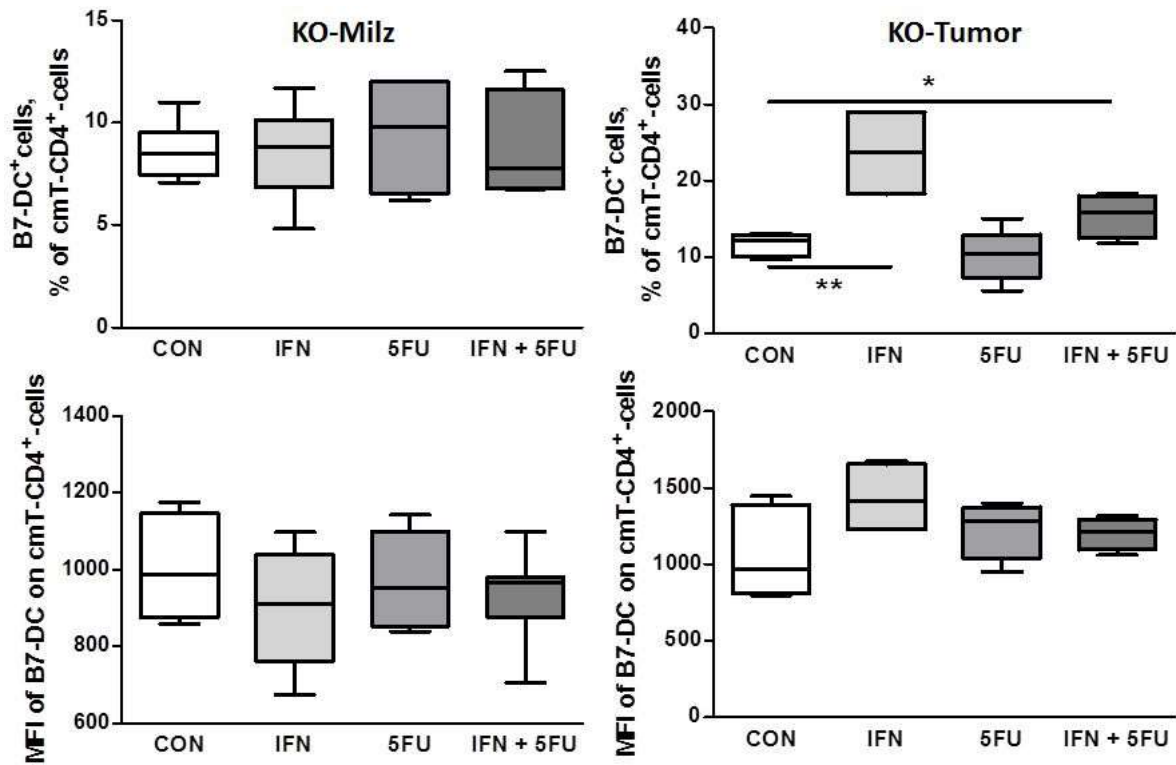 KO-Milz
B7-DC+cells,
% of cmT-CD4+-cells
15
10
5
0
CON IFN 5FU IFN + 5FU
KO-Tumor
B7-DC+cells,
% of cmT-CD4+-cells
40
30
20
10
0
*
**
CON IFN 5FU IFN + 5FU
MFI of B7-DC on cmT-CD4+-cells
1400
1200
1000
800
600
CON IFN 5FU IFN + 5FU
MFI of B7-DC on cmT-CD4+-cells
2000
1500
1000
500
0
CON IFN 5FU IFN + 5FU